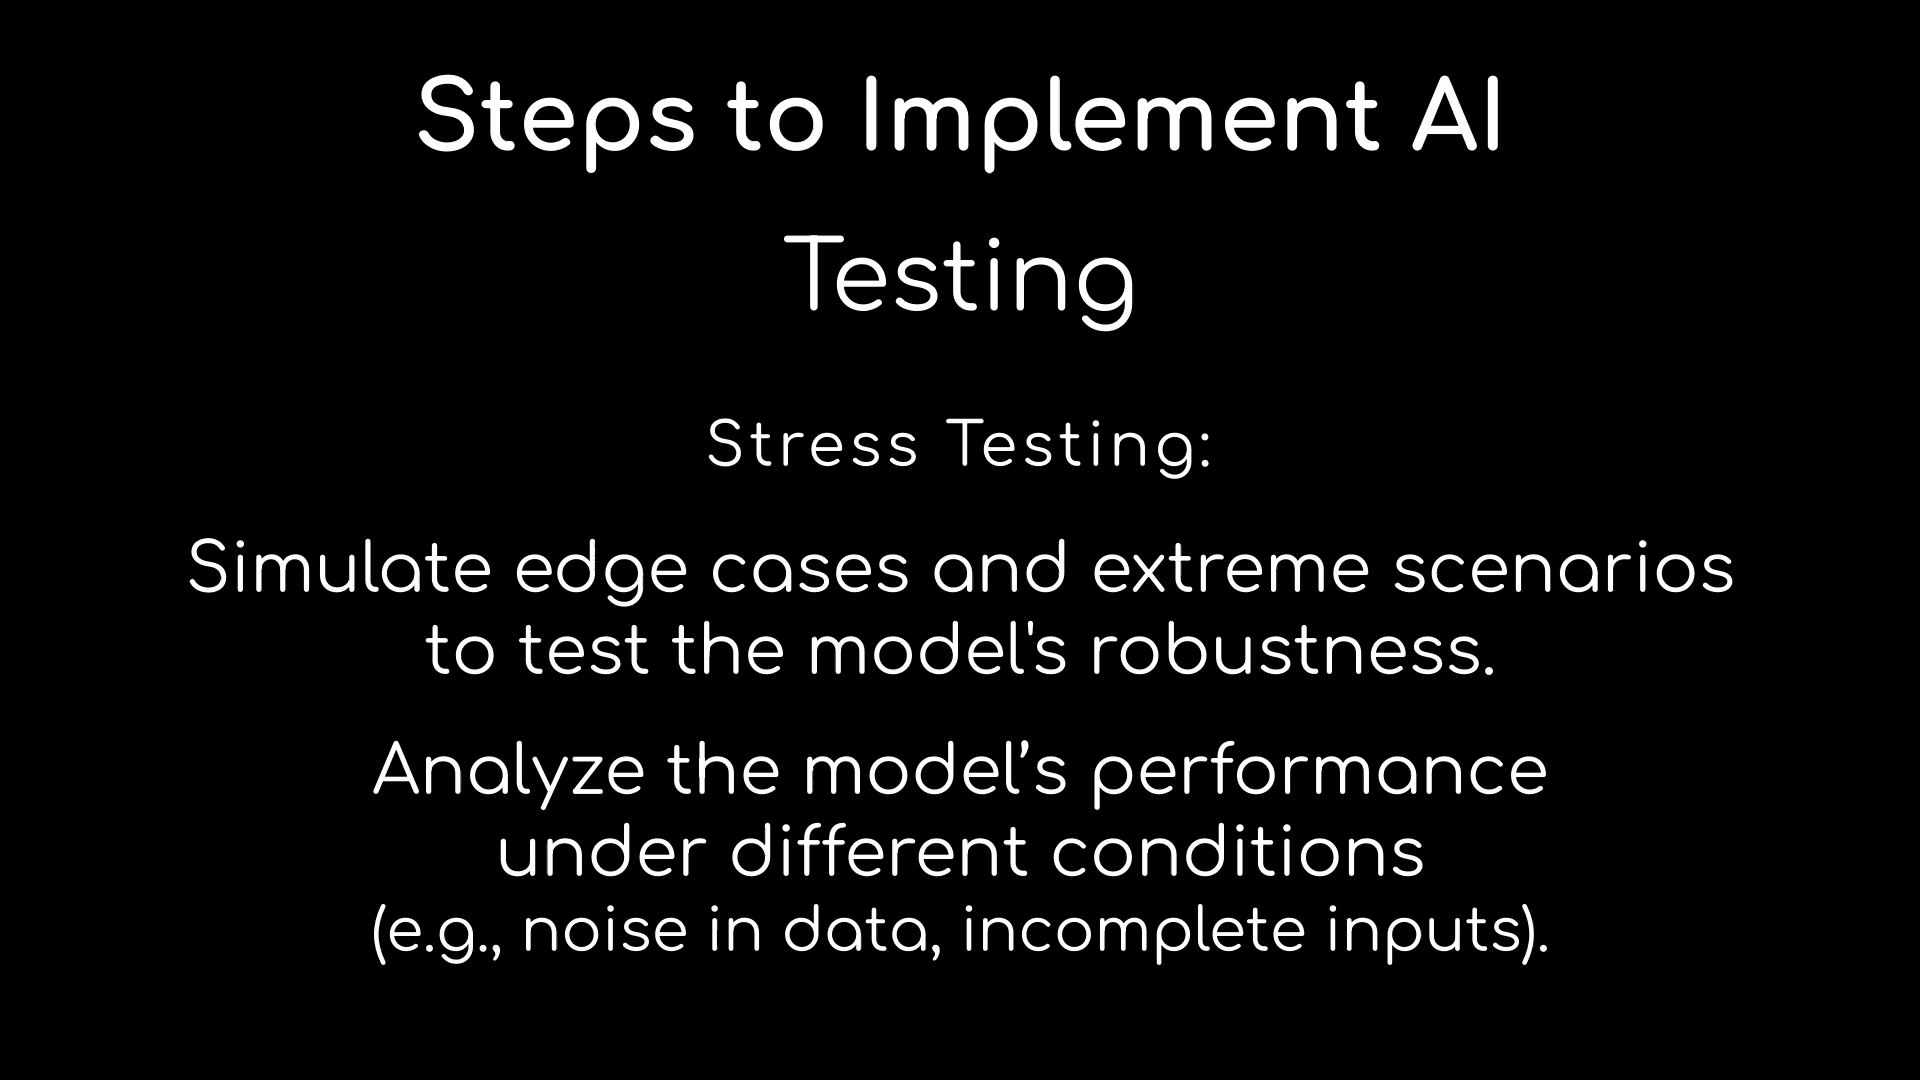 Steps to Implement AI
Testing
Stress Testing:
Simulate edge cases and extreme scenarios
to test the model's robustness.
Analyze the model’s performance
under different conditions
(e.g., noise in data, incomplete inputs).